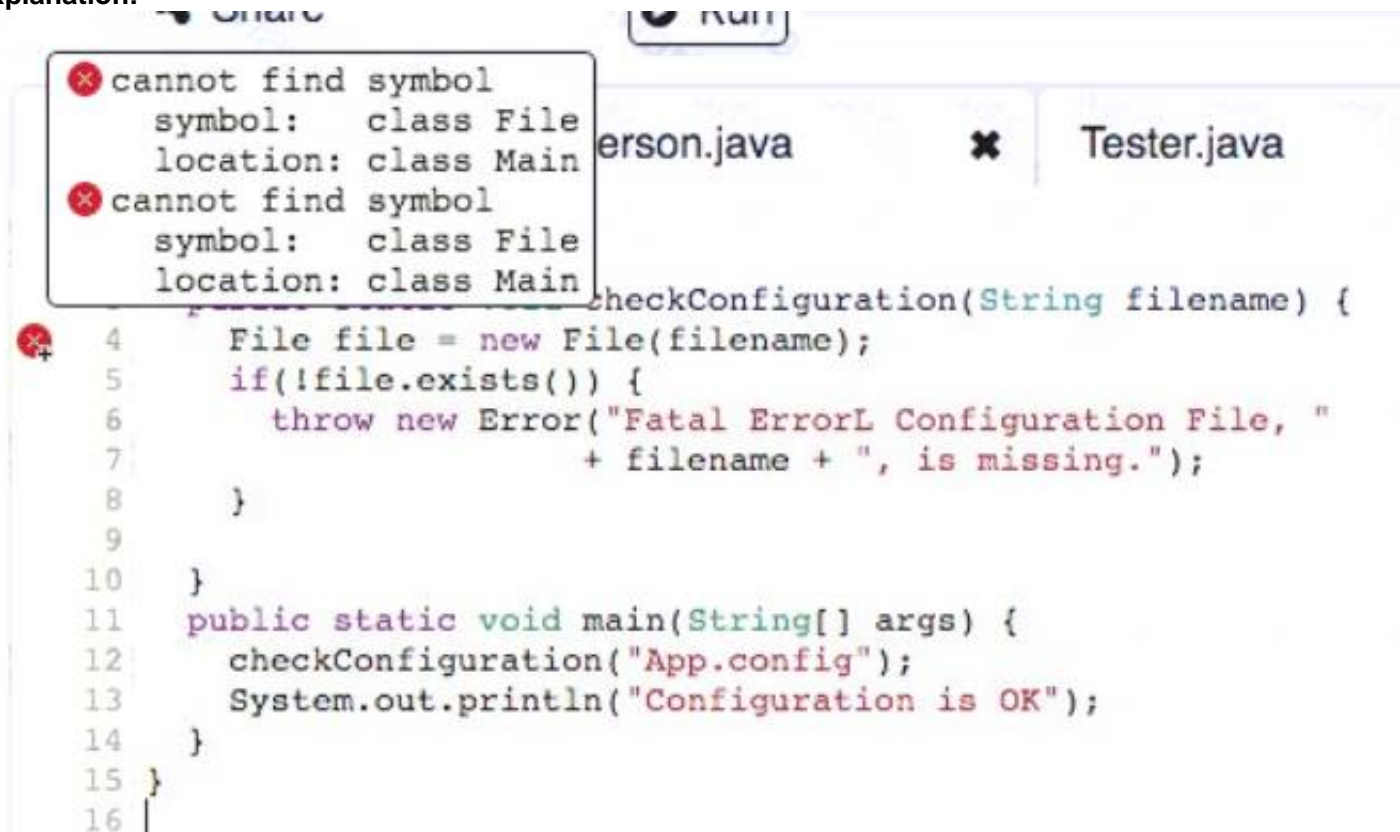 Share
Run
cannot find symbol
symbol: class File
location: class Main
cannot find symbol
symbol: class File
location: class Main
erson.java
Tester.java
checkConfiguration(String filename) {
4 File file = new File(filename);
5 if(!file.exists()) {
6 throw new Error("Fatal ErrorL Configuration File, "
7 + filename + ", is missing.");
8 }
9
10 }
11 public static void main(String[] args) {
12 checkConfiguration("App.config");
13 System.out.println("Configuration is OK");
14 }
15 }
16